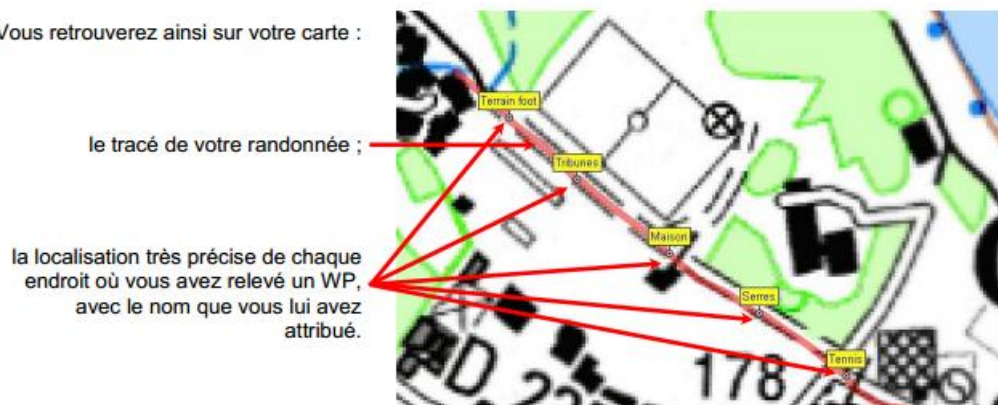 Vous retrouverez ainsi sur votre carte :
le tracé de votre randonnée ;
la localisation très précise de chaque
endroit où vous avez relevé un WP,
avec le nom que vous lui avez
attribué.
Terrain foot
Tribunes
Maison
Serres
Tennis
178